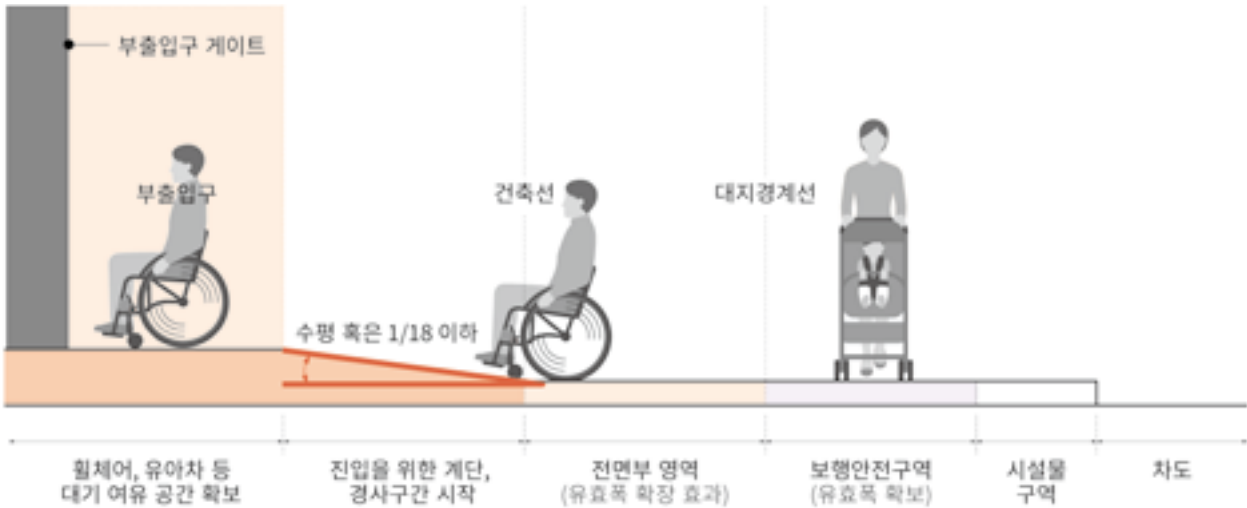 부출입구 게이트
부출입구
건축선
대지경계선
수평 혹은 1/18 이하
휠체어, 유아차 등
대기 여유 공간 확보
진입을 위한 계단,
경사구간 시작
전면부 영역
(유효폭 확장 효과)
보행안전구역
(유효폭 확보)
시설물
구역
차도